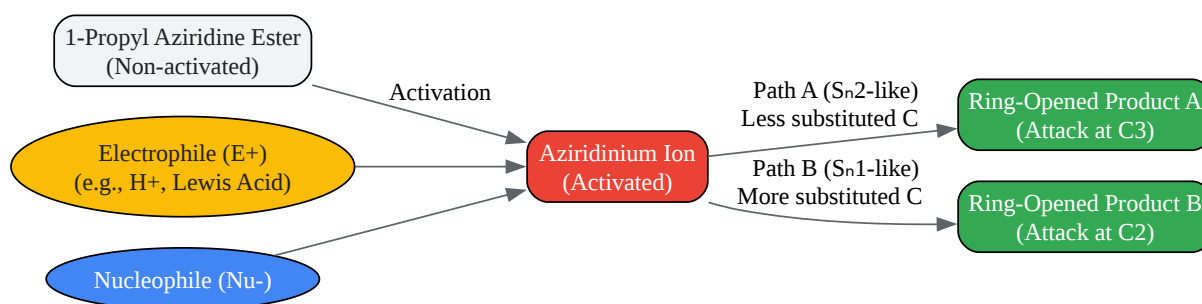 1-Propyl Aziridine Ester
(Non-activated)
Activation
Electrophile (E+)
(e.g., H+, Lewis Acid)
Nucleophile (Nu-)
Aziridinium Ion
(Activated)
Path A (Sₙ2-like)
Less substituted C
Path B (Sₙ1-like)
More substituted C
Ring-Opened Product A
(Attack at C3)
Ring-Opened Product B
(Attack at C2)